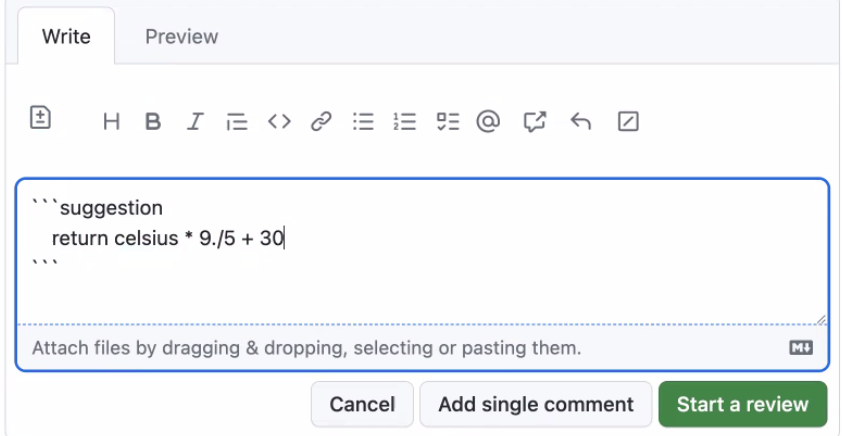 Write Preview
```suggestion
    return celsius * 9./5 + 30
```
Attach files by dragging & dropping, selecting or pasting them.
Cancel Add single comment Start a review